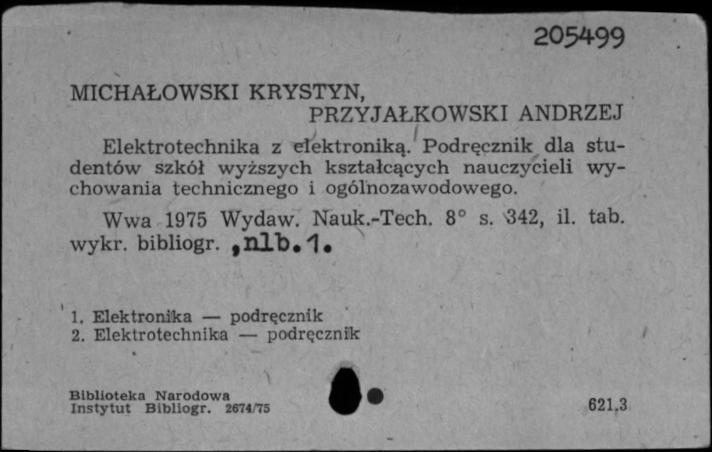 205499
MICHAŁOWSKI KRYSTYN,
PRZYJAŁKOWSKI ANDRZEJ
Elektrotechnika z elektroniką. Podręcznik dla stu-
dentów szkół wyższych kształcących nauczycieli wy-
chowania technicznego i ogólnozawodowego.
Wwa 1975 Wydaw. Nauk.-Tech. 8° s. 342, il. tab.
wykr. bibliogr. ,nlb.1.
1. Elektronika — podręcznik
2. Elektrotechnika — podręcznik
Biblioteka Narodowa
Instytut Bibliogr. 2674/75
621.3